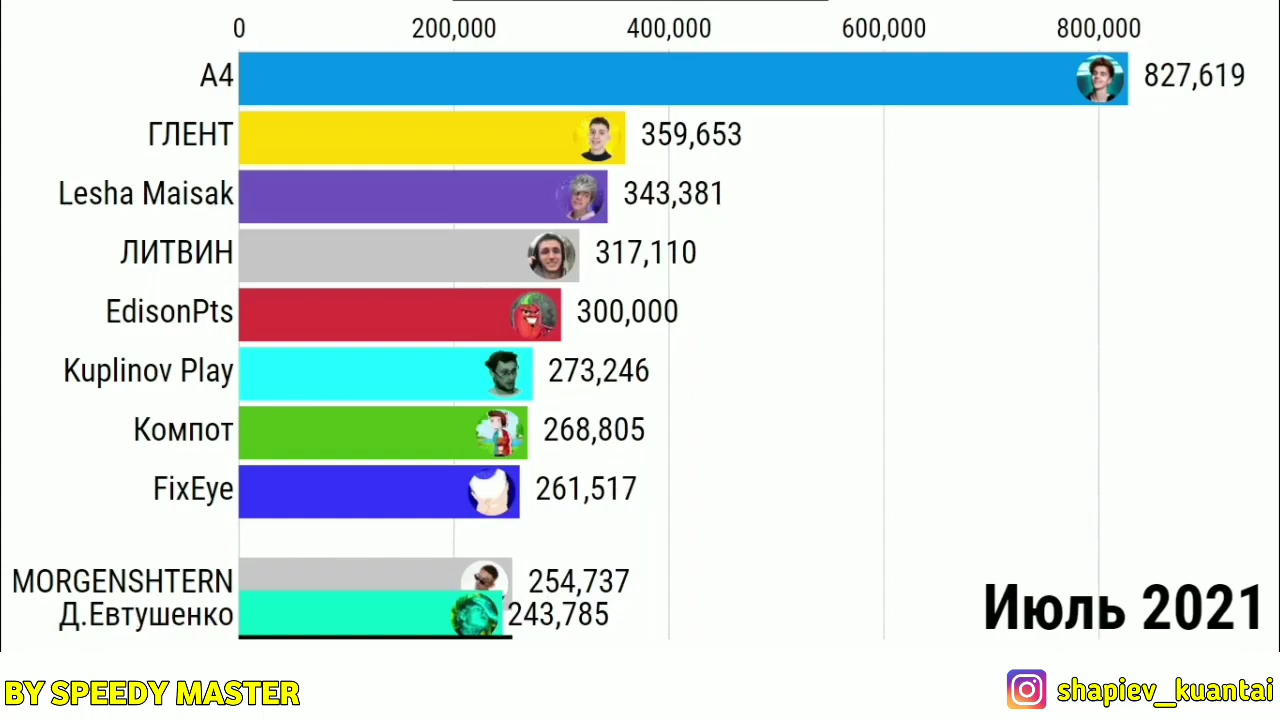 0 200,000 400,000 600,000 800,000
A4 827,619
ГЛЕНТ 359,653
Lesha Maisak 343,381
ЛИТВИН 317,110
EdisonPts 300,000
Kuplinov Play 273,246
Компот 268,805
FixEye 261,517
MORGENSHTERN 254,737
Д.Евтушенко 243,785
Июль 2021
BY SPEEDY MASTER
shapiev_kuantai